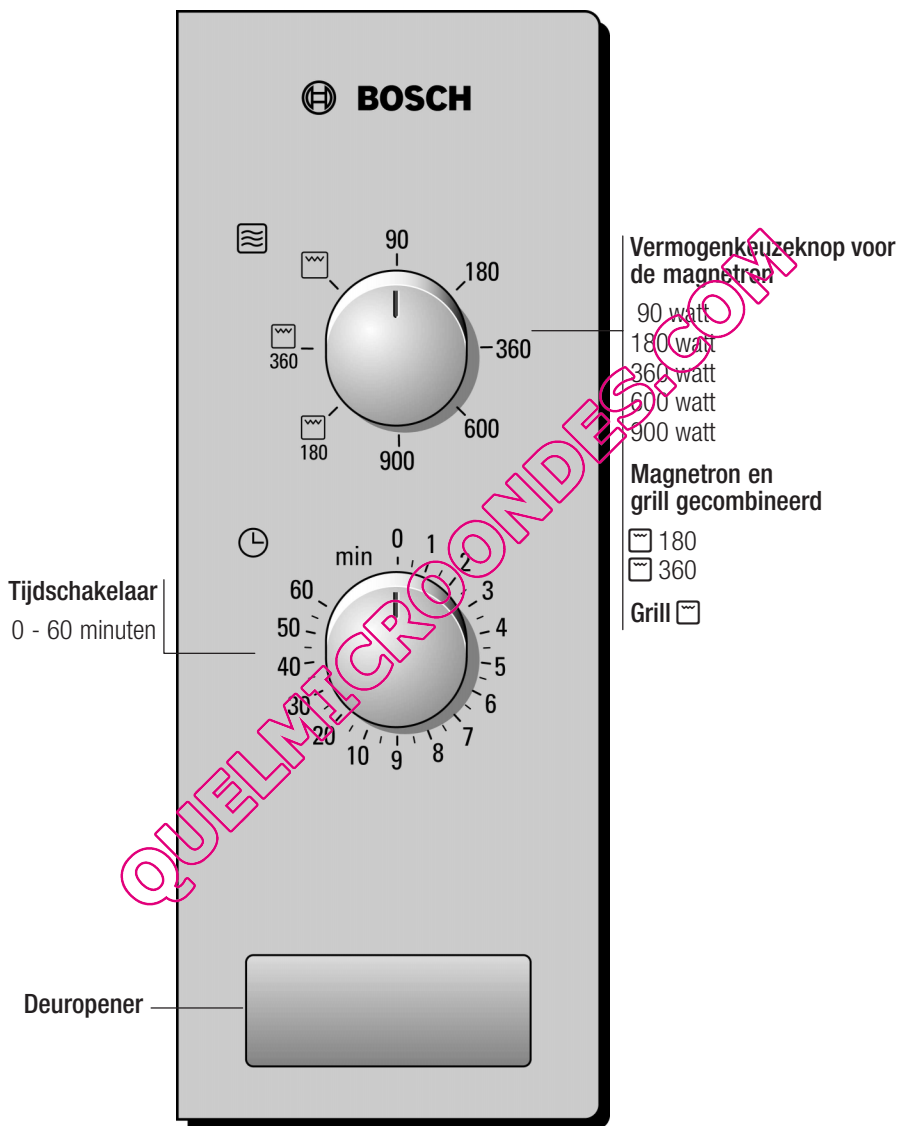 BOSCH
90
180
360
360
180
900
600
Vermogenkeuzeknop voor
de magnetron
90 watt
180 watt
360 watt
600 watt
900 watt
Magnetron en
grill gecombineerd
180
360
Grill
min
0
1
2
3
4
5
6
7
8
9
10
20
30
40
50
60
Tijdschakelaar
0 - 60 minuten
Deuropener
QUELMICROONDES.COM